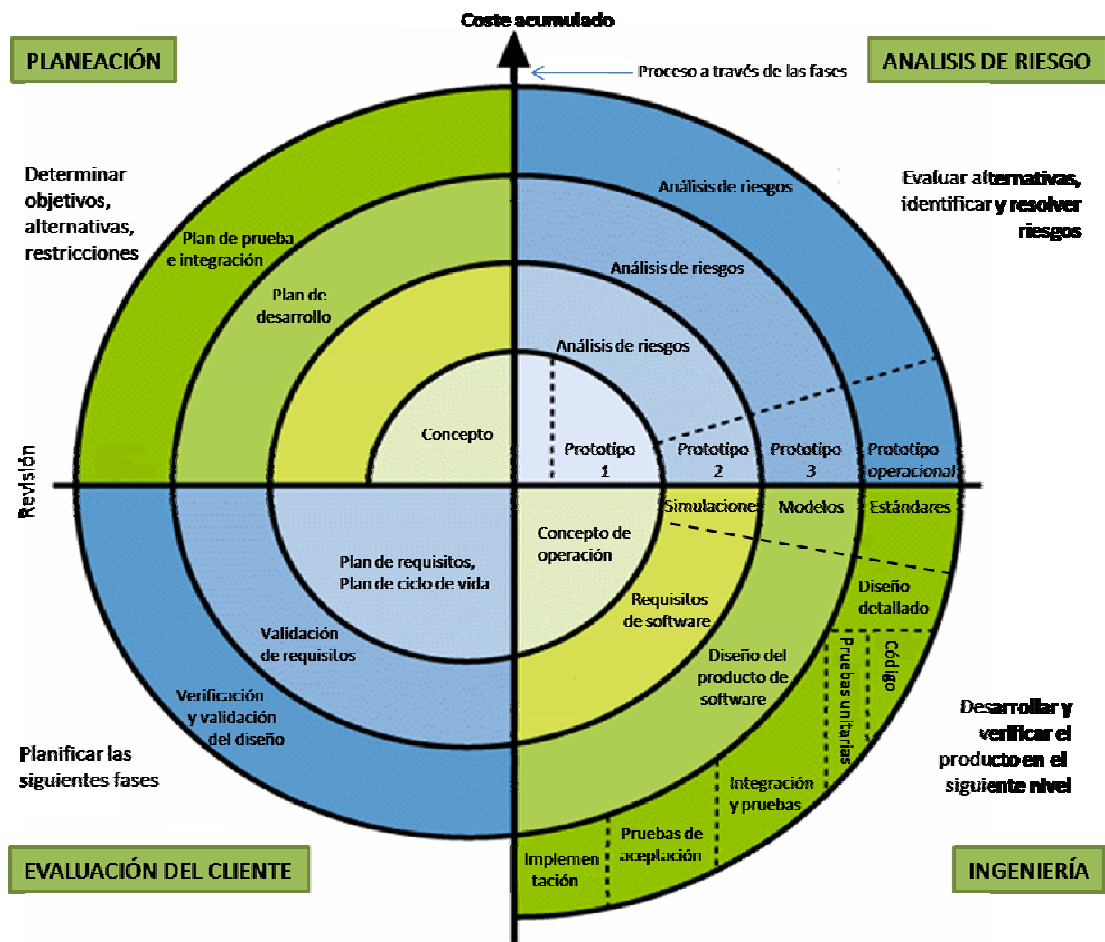 Coste acumulado
PLANEACIÓN
ANALISIS DE RIESGO
Proceso a través de las fases
Determinar
objetivos,
alternativas,
restricciones
Evaluar alternativas,
identificar y resolver
riesgos
Análisis de riesgos
Plan de prueba
e integración
Análisis de riesgos
Plan de
desarrollo
Análisis de riesgos
Concepto
Prototipo
1
Prototipo
2
Prototipo
3
Prototipo
operacional
Revisión
Simulacione
Modelos
Estándares
Concepto de
operación
Plan de requisitos,
Plan de ciclo de vida
Diseño
detallado
Requisitos
de software
Validación
de requisitos
Diseño del
producto de
software
Pruebas unitarias
Código
Verificación
y validación
del diseño
Planificar las
siguientes fases
Desarrollar y
verificar el
producto en el
siguiente nivel
Integración
y pruebas
Pruebas de
aceptación
Implemen
tación
EVALUACIÓN DEL CLIENTE
INGENIERÍA